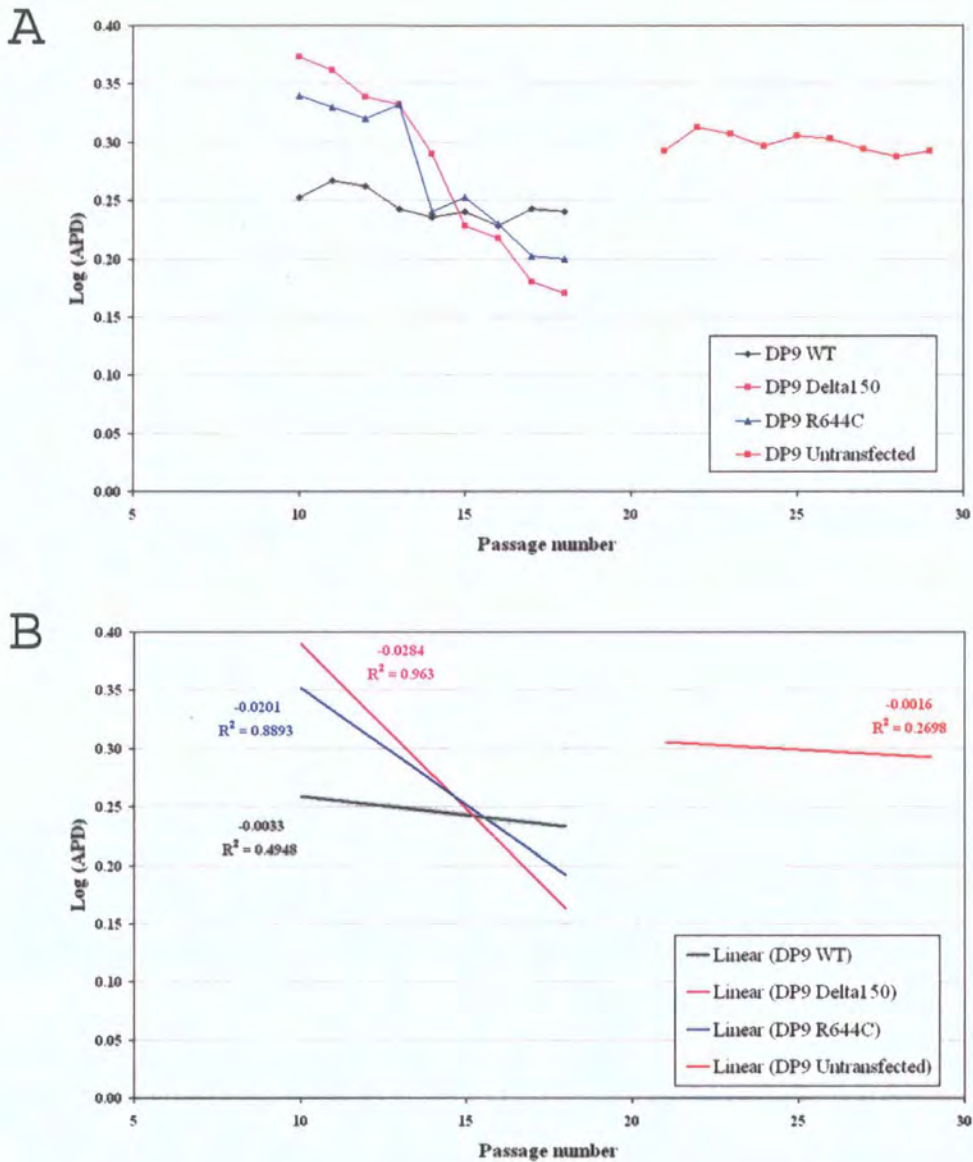 A
0.40
0.35
0.30
0.25
0.20
0.15
0.10
0.05
0.00
Log (APD)
5
10
15
20
25
30
Passage number
DP9 WT
DP9 Delta150
DP9 R644C
DP9 Untransfected
B
0.40
0.35
0.30
0.25
0.20
0.15
0.10
0.05
0.00
Log (APD)
-0.0284
R² = 0.963
-0.0201
R² = 0.8893
-0.0033
R² = 0.4948
-0.0016
R² = 0.2698
5
10
15
20
25
30
Passage number
Linear (DP9 WT)
Linear (DP9 Delta150)
Linear (DP9 R644C)
Linear (DP9 Untransfected)